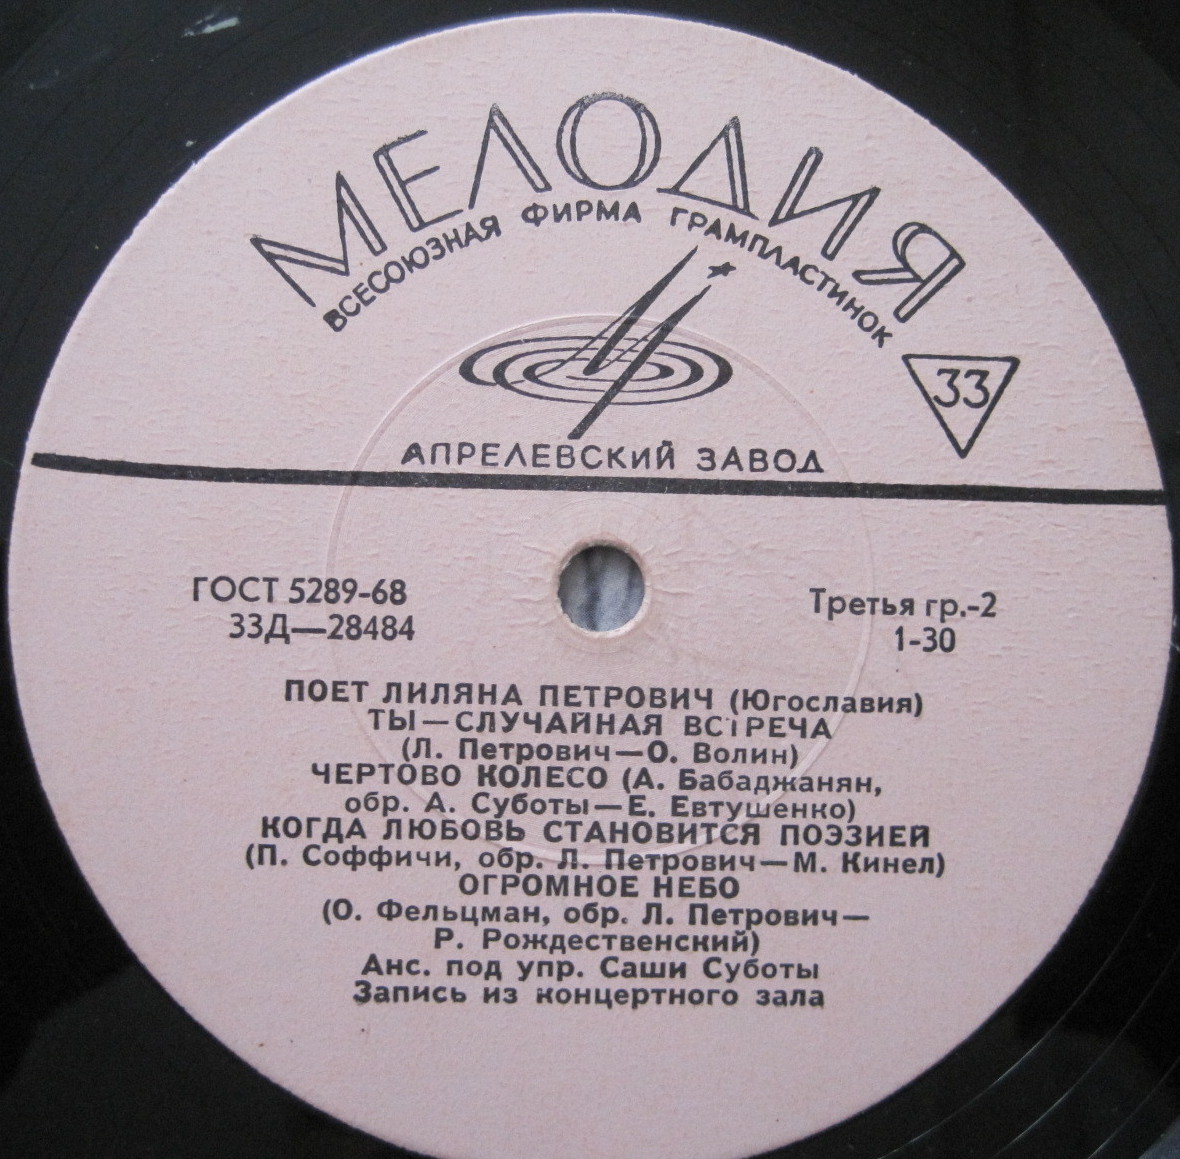 МЕЛОДИЯ
ВСЕСОЮЗНАЯ ФИРМА ГРАМПЛАСТИНОК
33
АПРЕЛЕВСКИЙ ЗАВОД
ГОСТ 5289-68
33Д—28484
Третья гр.-2
1-30
ПОЕТ ЛИЛЯНА ПЕТРОВИЧ (Югославия)
ТЫ—СЛУЧАЙНАЯ ВСТРЕЧА
(Л. Петрович—О. Волин)
ЧЕРТОВО КОЛЕСО (А. Бабаджанян,
обр. А. Суботы—Е. Евтушенко)
КОГДА ЛЮБОВЬ СТАНОВИТСЯ ПОЭЗИЕЙ
(П. Соффичи, обр. Л. Петрович—М. Кинел)
ОГРОМНОЕ НЕБО
(О. Фельцман, обр. Л. Петрович—
Р. Рождественский)
Анс. под упр. Саши Суботы
Запись из концертного зала